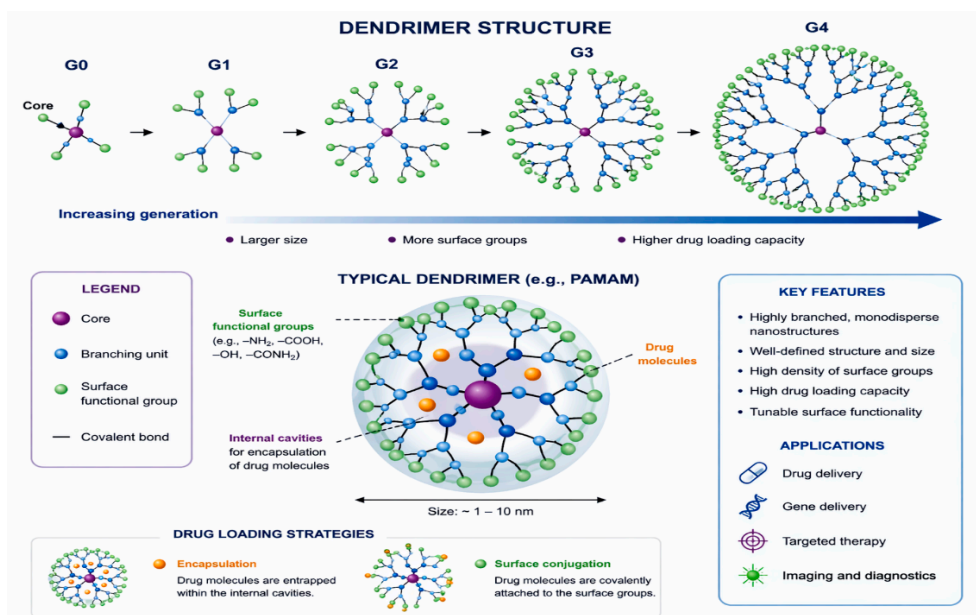 DENDRIMER STRUCTURE
G0
G1
G2
G3
G4
Core
Increasing generation
• Larger size
• More surface groups
• Higher drug loading capacity
LEGEND
Core
Branching unit
Surface
functional group
Covalent bond
TYPICAL DENDRIMER (e.g., PAMAM)
Surface
functional groups
(e.g., –NH₂, –COOH,
–OH, –CONH₂)
Drug
molecules
Internal cavities
for encapsulation
of drug molecules
Size: ~ 1 – 10 nm
KEY FEATURES
• Highly branched, monodisperse
nanostructures
• Well-defined structure and size
• High density of surface groups
• High drug loading capacity
• Tunable surface functionality
APPLICATIONS
Drug delivery
Gene delivery
Targeted therapy
Imaging and diagnostics
DRUG LOADING STRATEGIES
Encapsulation
Drug molecules are entrapped
within the internal cavities.
Surface conjugation
Drug molecules are covalently
attached to the surface groups.